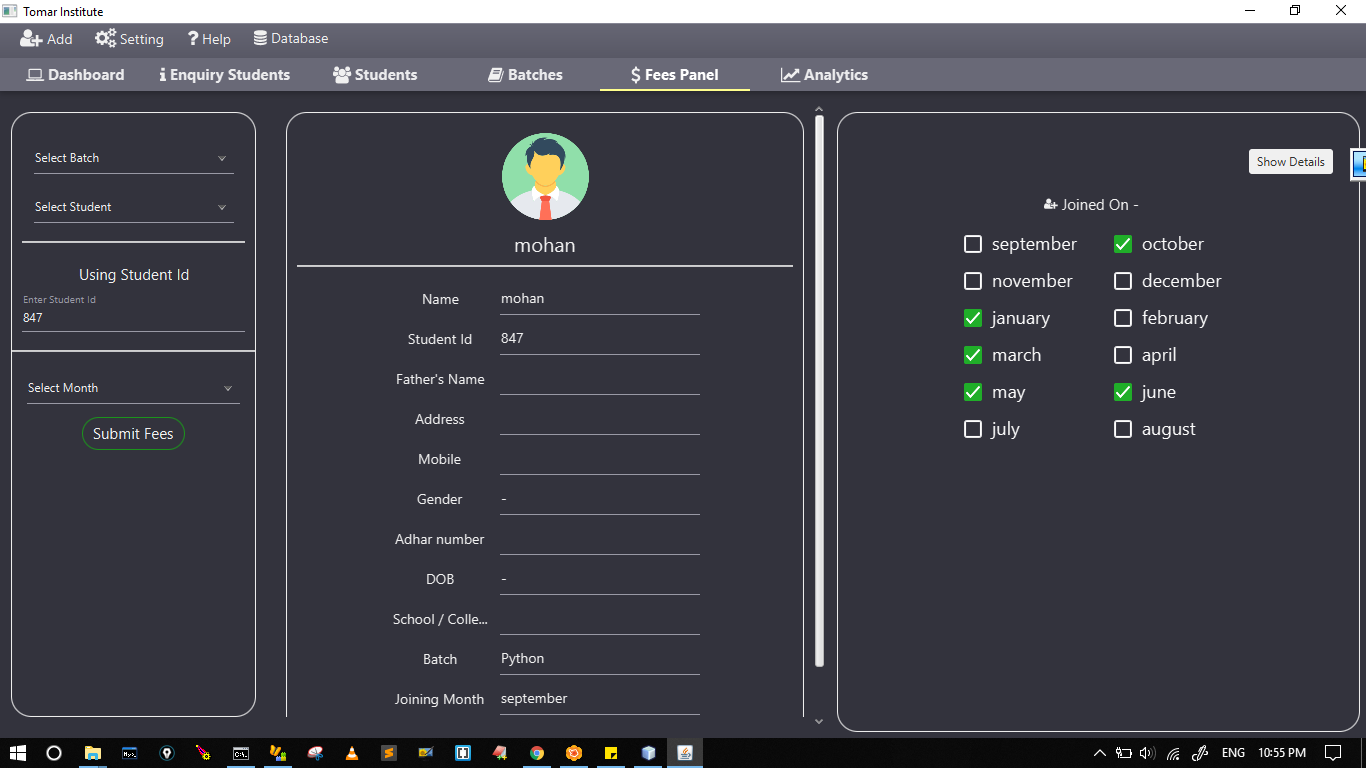 Tomar Institute
Add Setting Help Database
Dashboard Enquiry Students Students Batches Fees Panel Analytics
Select Batch
Select Student
Using Student Id
Enter Student Id
847
Select Month
Submit Fees
mohan
Name mohan
Student Id 847
Father's Name
Address
Mobile
Gender -
Adhar number
DOB -
School / Colle...
Batch Python
Joining Month september
Show Details
Joined On -
september october
november december
january february
march april
may june
july august
ENG 10:55 PM